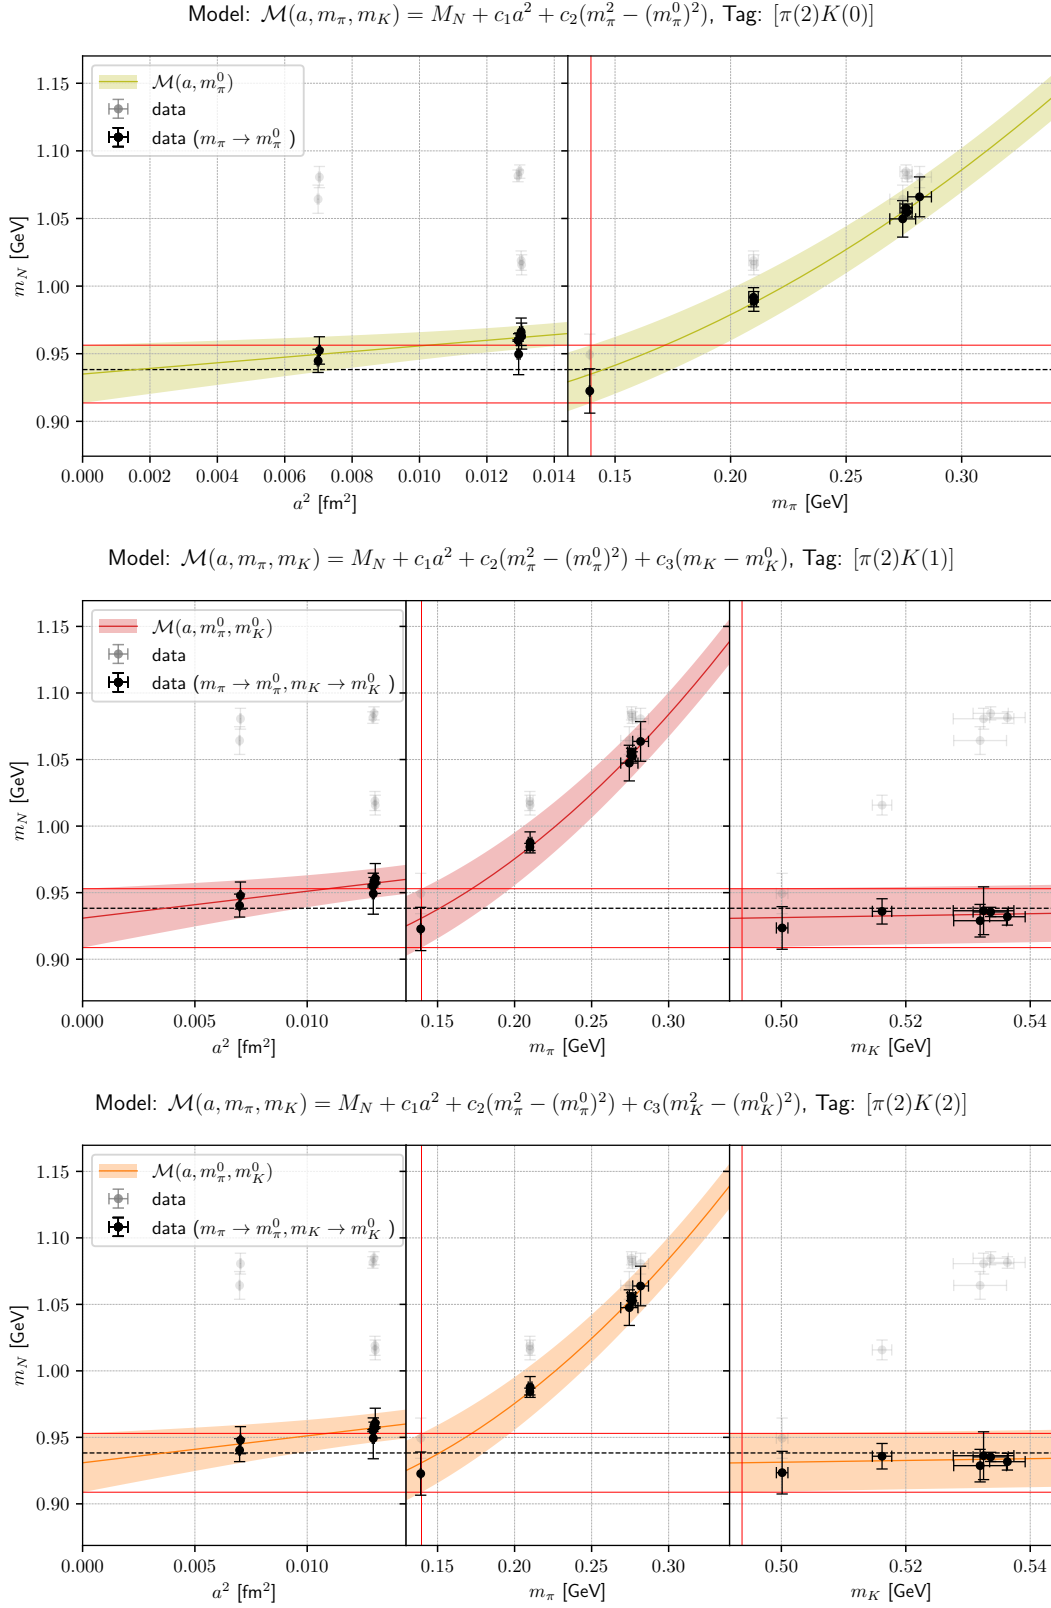 Model: M(a, m_π, m_K) = M_N + c_1a^2 + c_2(m_π^2 − (m_π^0)^2), Tag: [π(2)K(0)]
M(a, m_π^0)
data
data (m_π → m_π^0 )
m_N [GeV]
1.15
1.10
1.05
1.00
0.95
0.90
0.000 0.002 0.004 0.006 0.008 0.010 0.012 0.014 0.15 0.20 0.25 0.30
a^2 [fm^2] m_π [GeV]
Model: M(a, m_π, m_K) = M_N + c_1a^2 + c_2(m_π^2 − (m_π^0)^2) + c_3(m_K − m_K^0), Tag: [π(2)K(1)]
M(a, m_π^0, m_K^0)
data
data (m_π → m_π^0, m_K → m_K^0 )
m_N [GeV]
1.15
1.10
1.05
1.00
0.95
0.90
0.000 0.005 0.010 0.15 0.20 0.25 0.30 0.50 0.52 0.54
a^2 [fm^2] m_π [GeV] m_K [GeV]
Model: M(a, m_π, m_K) = M_N + c_1a^2 + c_2(m_π^2 − (m_π^0)^2) + c_3(m_K^2 − (m_K^0)^2), Tag: [π(2)K(2)]
M(a, m_π^0, m_K^0)
data
data (m_π → m_π^0, m_K → m_K^0 )
m_N [GeV]
1.15
1.10
1.05
1.00
0.95
0.90
0.000 0.005 0.010 0.15 0.20 0.25 0.30 0.50 0.52 0.54
a^2 [fm^2] m_π [GeV] m_K [GeV]